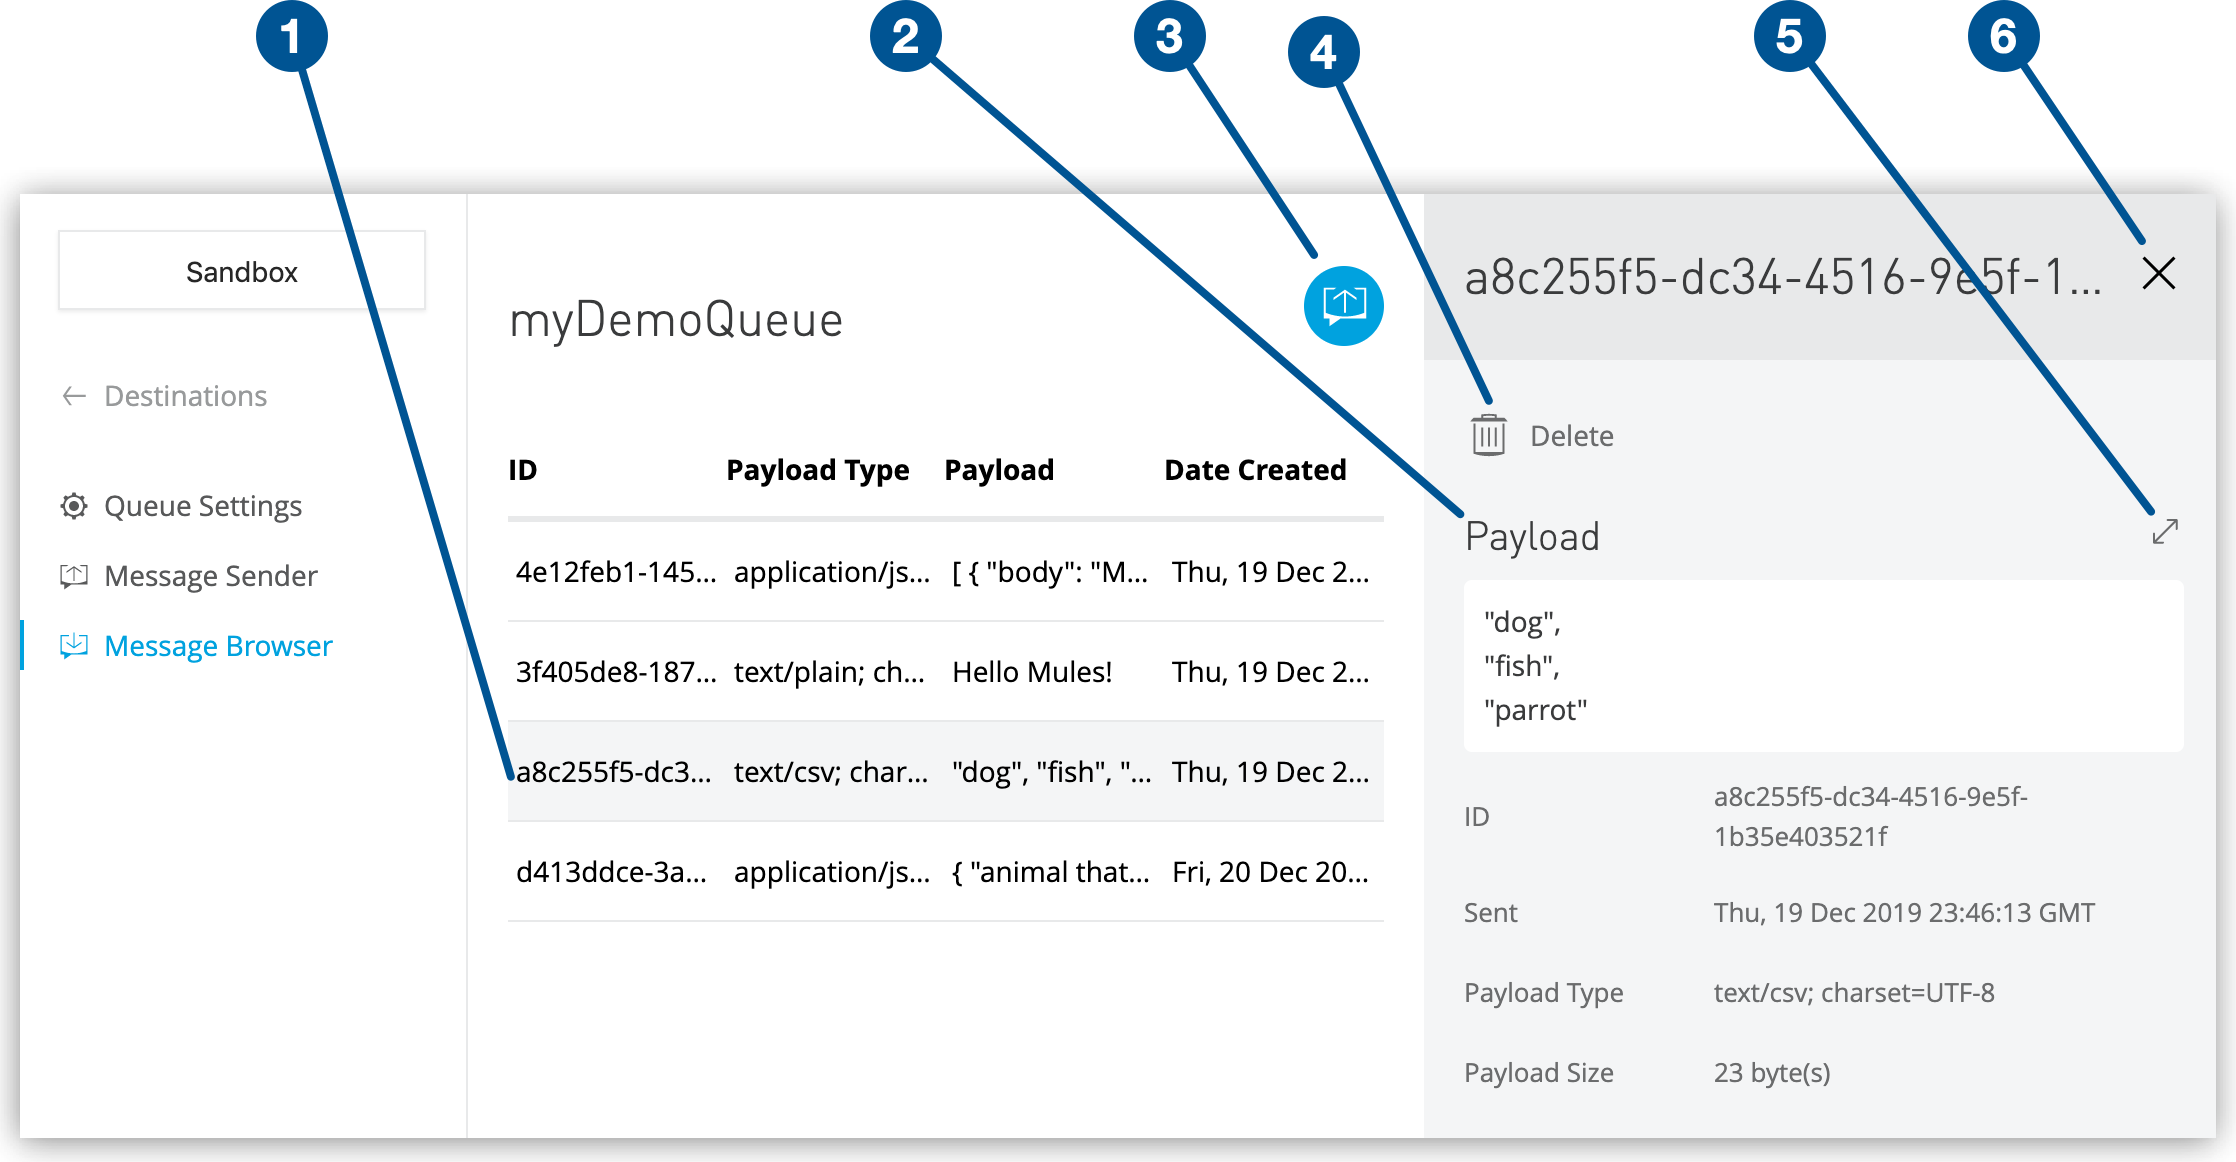 1
2
3
4
5
6
Sandbox
Destinations
Queue Settings
Message Sender
Message Browser
myDemoQueue
ID Payload Type Payload Date Created
4e12feb1-145... application/js... [ { "body": "M... Thu, 19 Dec 2...
3f405de8-187... text/plain; ch... Hello Mules! Thu, 19 Dec 2...
a8c255f5-dc3... text/csv; char... "dog", "fish", "... Thu, 19 Dec 2...
d413ddce-3a... application/js... { "animal that... Fri, 20 Dec 20...
a8c255f5-dc34-4516-9e5f-1...
Delete
Payload
"dog",
"fish",
"parrot"
ID a8c255f5-dc34-4516-9e5f-
1b35e403521f
Sent Thu, 19 Dec 2019 23:46:13 GMT
Payload Type text/csv; charset=UTF-8
Payload Size 23 byte(s)